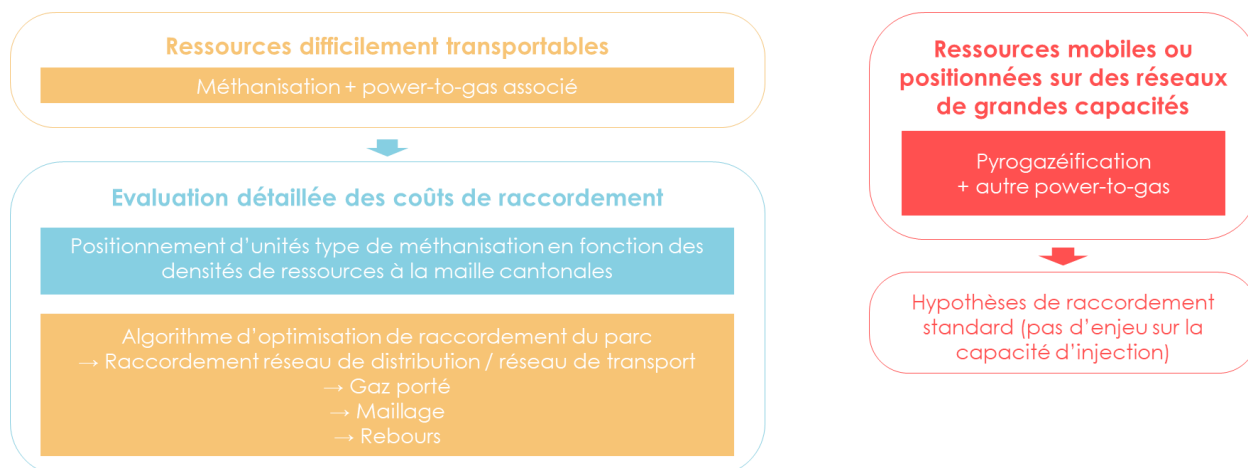 Ressources difficilement transportables
Méthanisation + power-to-gas associé
Evaluation détaillée des coûts de raccordement
Positionnement d'unités type de méthanisation en fonction des
densités de ressources à la maille cantonales
Algorithme d'optimisation de raccordement du parc
→ Raccordement réseau de distribution / réseau de transport
→ Gaz porté
→ Maillage
→ Rebours
Ressources mobiles ou
positionnées sur des réseaux
de grandes capacités
Pyrogazéification
+ autre power-to-gas
Hypothèses de raccordement
standard (pas d'enjeu sur la
capacité d'injection)